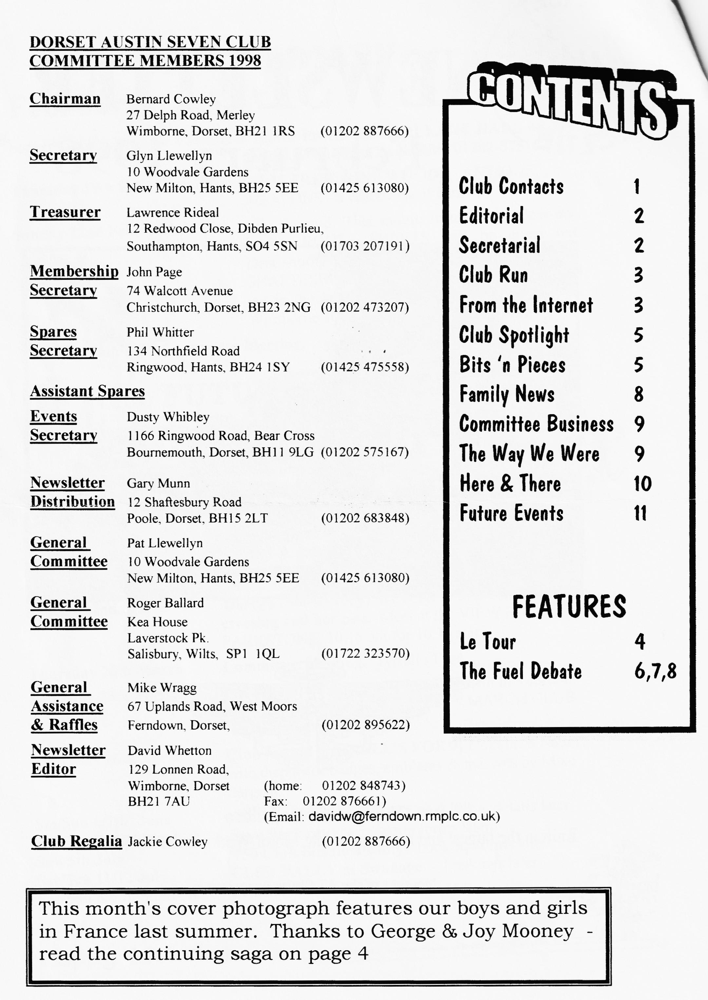 DORSET AUSTIN SEVEN CLUB
COMMITTEE MEMBERS 1998
Chairman Bernard Cowley
27 Delph Road, Merley
Wimborne, Dorset, BH21 1RS (01202 887666)
Secretary Glyn Llewellyn
10 Woodvale Gardens
New Milton, Hants, BH25 5EE (01425 613080)
Treasurer Lawrence Rideal
12 Redwood Close, Dibden Purlieu,
Southampton, Hants, SO4 5SN (01703 207191)
Membership John Page
Secretary 74 Walcott Avenue
Christchurch, Dorset, BH23 2NG (01202 473207)
Spares Phil Whitter
Secretary 134 Northfield Road
Ringwood, Hants, BH24 1SY (01425 475558)
Assistant Spares
Events Dusty Whibley
Secretary 1166 Ringwood Road, Bear Cross
Bournemouth, Dorset, BH11 9LG (01202 575167)
Newsletter Gary Munn
Distribution 12 Shaftesbury Road
Poole, Dorset, BH15 2LT (01202 683848)
General Pat Llewellyn
Committee 10 Woodvale Gardens
New Milton, Hants, BH25 5EE (01425 613080)
General Roger Ballard
Committee Kea House
Laverstock Pk.
Salisbury, Wilts, SP1 1QL (01722 323570)
General Mike Wragg
Assistance 67 Uplands Road, West Moors
& Raffles Ferndown, Dorset, (01202 895622)
Newsletter David Whetton
Editor 129 Lonnen Road,
Wimborne, Dorset (home: 01202 848743)
BH21 7AU Fax: 01202 876661)
(Email: davidw@ferndown.rmplc.co.uk)
Club Regalia Jackie Cowley (01202 887666)
CONTENTS
Club Contacts 1
Editorial 2
Secretarial 2
Club Run 3
From the Internet 3
Club Spotlight 5
Bits 'n Pieces 5
Family News 8
Committee Business 9
The Way We Were 9
Here & There 10
Future Events 11
FEATURES
Le Tour 4
The Fuel Debate 6,7,8
This month's cover photograph features our boys and girls
in France last summer. Thanks to George & Joy Mooney -
read the continuing saga on page 4